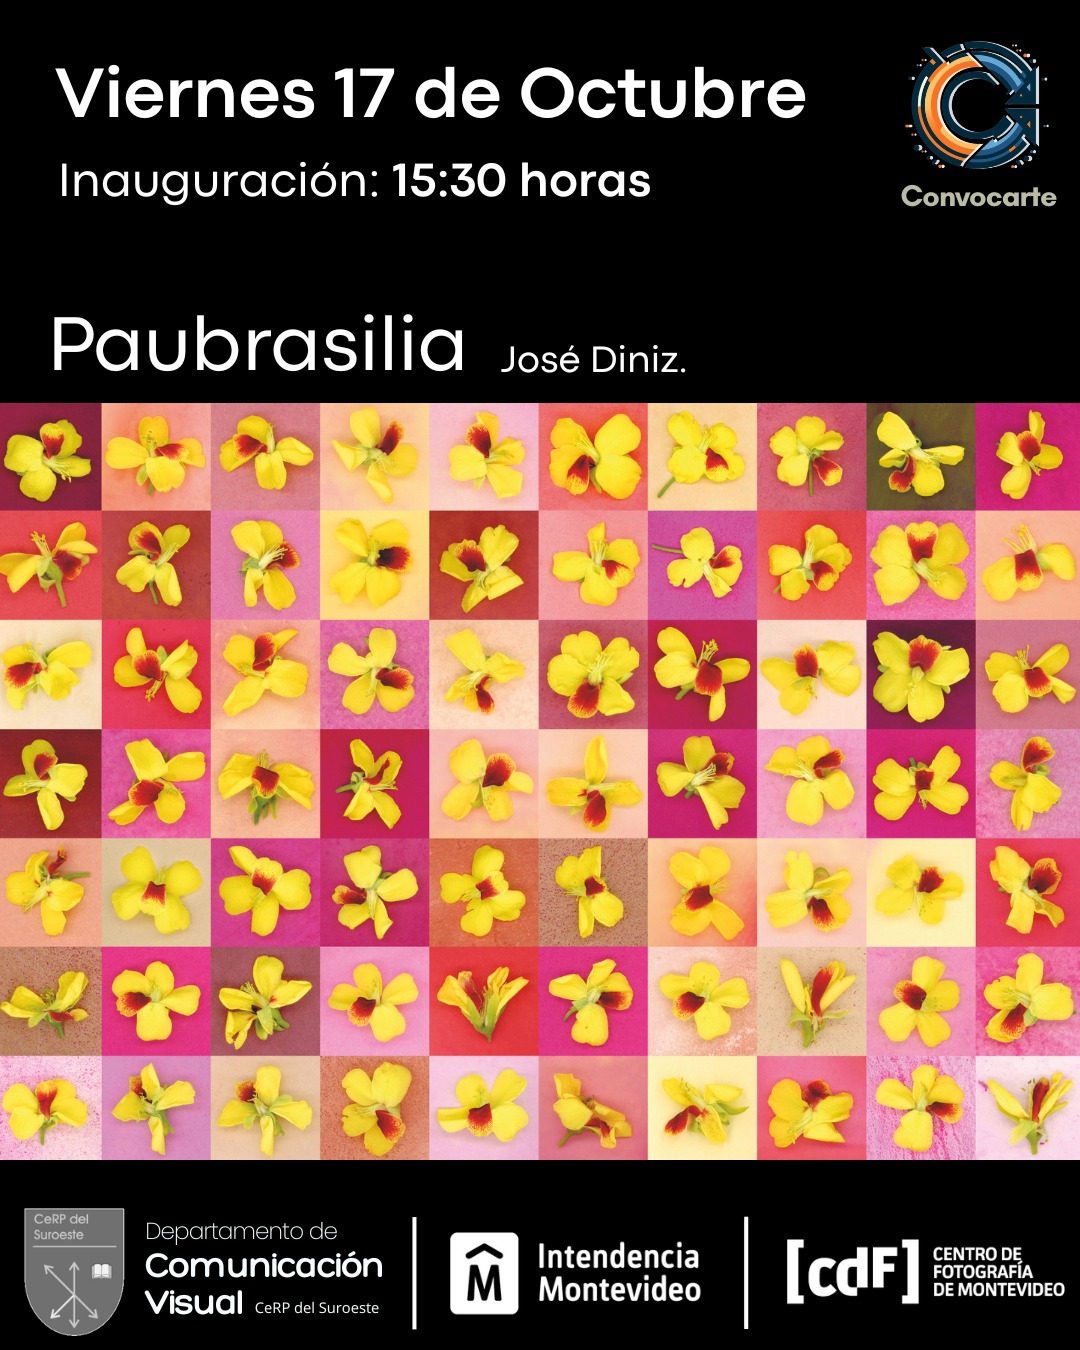 Viernes 17 de Octubre
Inauguración: 15:30 horas
Convocarte
Paubrasilia José Diniz.
CeRP del
Suroeste
Departamento de
Comunicación
Visual CeRP del Suroeste
M
Intendencia
Montevideo
[cdF]
CENTRO DE
FOTOGRAFÍA
DE MONTEVIDEO